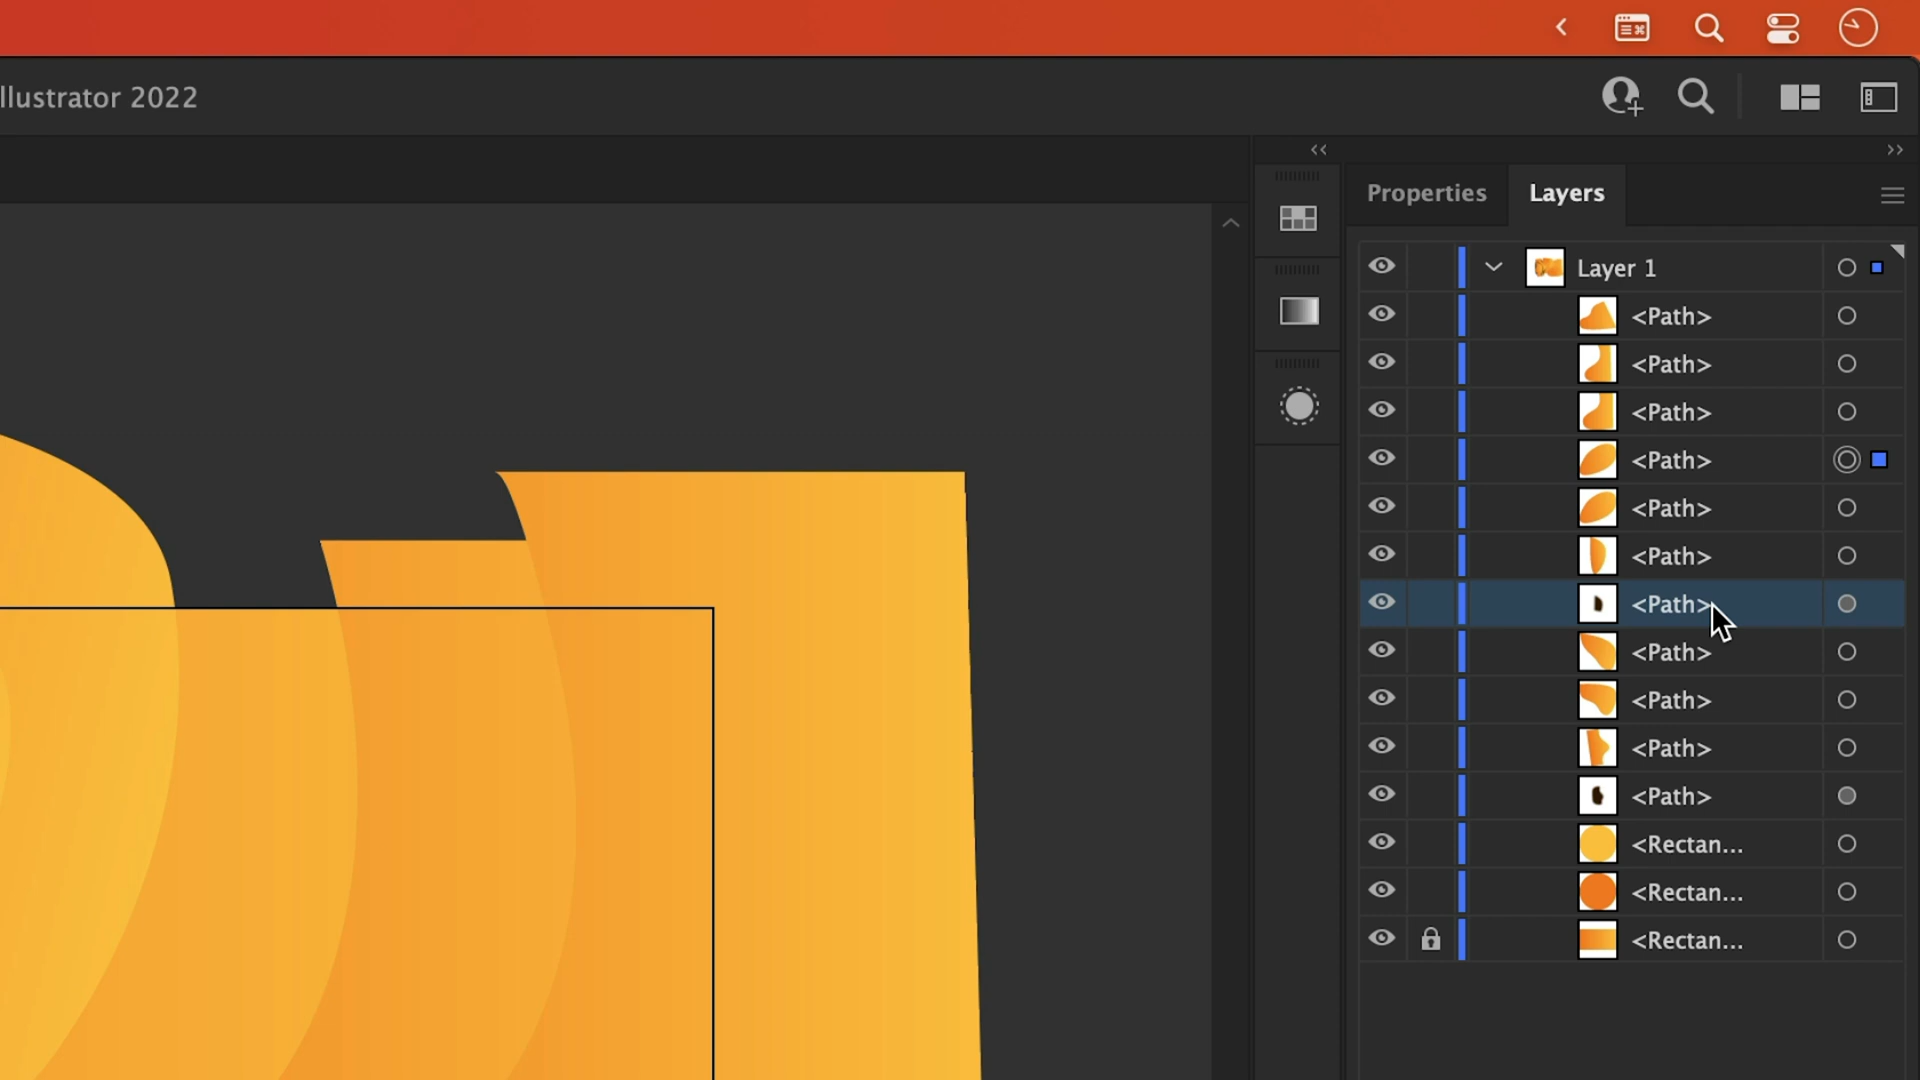 llustrator 2022
Properties
Layers
Layer 1
<Path>
<Path>
<Path>
<Path>
<Path>
<Path>
<Path>
<Path>
<Path>
<Path>
<Path>
<Rectan...
<Rectan...
<Rectan...